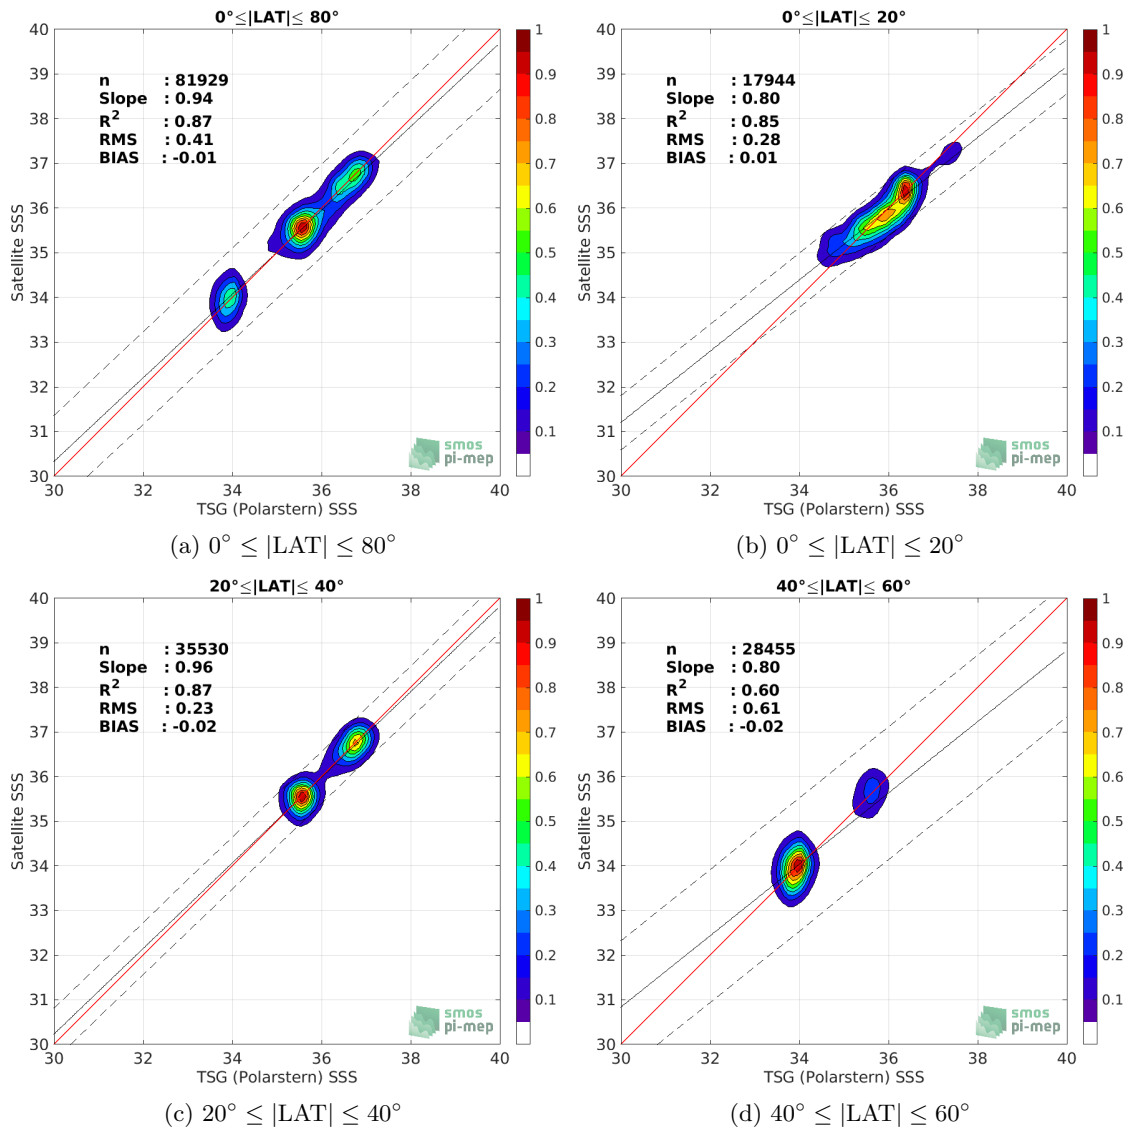 0°≤|LAT|≤ 80°
40
39
38
37
36
35
34
33
32
31
30
Satellite SSS
n : 81929
Slope : 0.94
R2 : 0.87
RMS : 0.41
BIAS : -0.01
smos
pi-mep
30 32 34 36 38 40
TSG (Polarstern) SSS
1
0.9
0.8
0.7
0.6
0.5
0.4
0.3
0.2
0.1
(a) 0° ≤ |LAT| ≤ 80°
0°≤|LAT|≤ 20°
40
39
38
37
36
35
34
33
32
31
30
Satellite SSS
n : 17944
Slope : 0.80
R2 : 0.85
RMS : 0.28
BIAS : 0.01
smos
pi-mep
30 32 34 36 38 40
TSG (Polarstern) SSS
1
0.9
0.8
0.7
0.6
0.5
0.4
0.3
0.2
0.1
(b) 0° ≤ |LAT| ≤ 20°
20°≤|LAT|≤ 40°
40
39
38
37
36
35
34
33
32
31
30
Satellite SSS
n : 35530
Slope : 0.96
R2 : 0.87
RMS : 0.23
BIAS : -0.02
smos
pi-mep
30 32 34 36 38 40
TSG (Polarstern) SSS
1
0.9
0.8
0.7
0.6
0.5
0.4
0.3
0.2
0.1
(c) 20° ≤ |LAT| ≤ 40°
40°≤|LAT|≤ 60°
40
39
38
37
36
35
34
33
32
31
30
Satellite SSS
n : 28455
Slope : 0.80
R2 : 0.60
RMS : 0.61
BIAS : -0.02
smos
pi-mep
30 32 34 36 38 40
TSG (Polarstern) SSS
1
0.9
0.8
0.7
0.6
0.5
0.4
0.3
0.2
0.1
(d) 40° ≤ |LAT| ≤ 60°